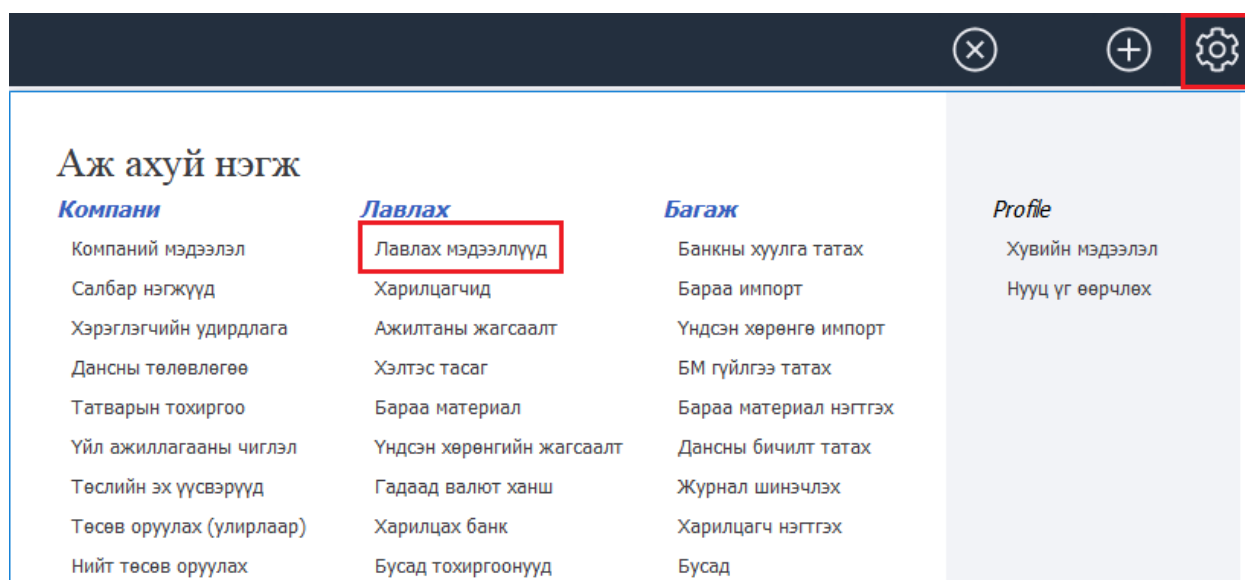 Аж ахуй нэгж
Компани
Компаний мэдээлэл
Салбар нэгжүүд
Хэрэглэгчийн удирдлага
Дансны төлөвлөгөө
Татварын тохиргоо
Үйл ажиллагааны чиглэл
Төслийн эх үүсвэрүүд
Төсөв оруулах (улирлаар)
Нийт төсөв оруулах
Лавлах
Лавлах мэдээллүүд
Харилцагчид
Ажилтаны жагсаалт
Хэлтэс тасаг
Бараа материал
Үндсэн хөрөнгийн жагсаалт
Гадаад валют ханш
Харилцах банк
Бусад тохиргоонууд
Багаж
Банкны хуулга татах
Бараа импорт
Үндсэн хөрөнгө импорт
БМ гүйлгээ татах
Бараа материал нэгтгэх
Дансны бичилт татах
Журнал шинэчлэх
Харилцагч нэгтгэх
Бусад
Profile
Хувийн мэдээлэл
Нууц үг өөрчлөх